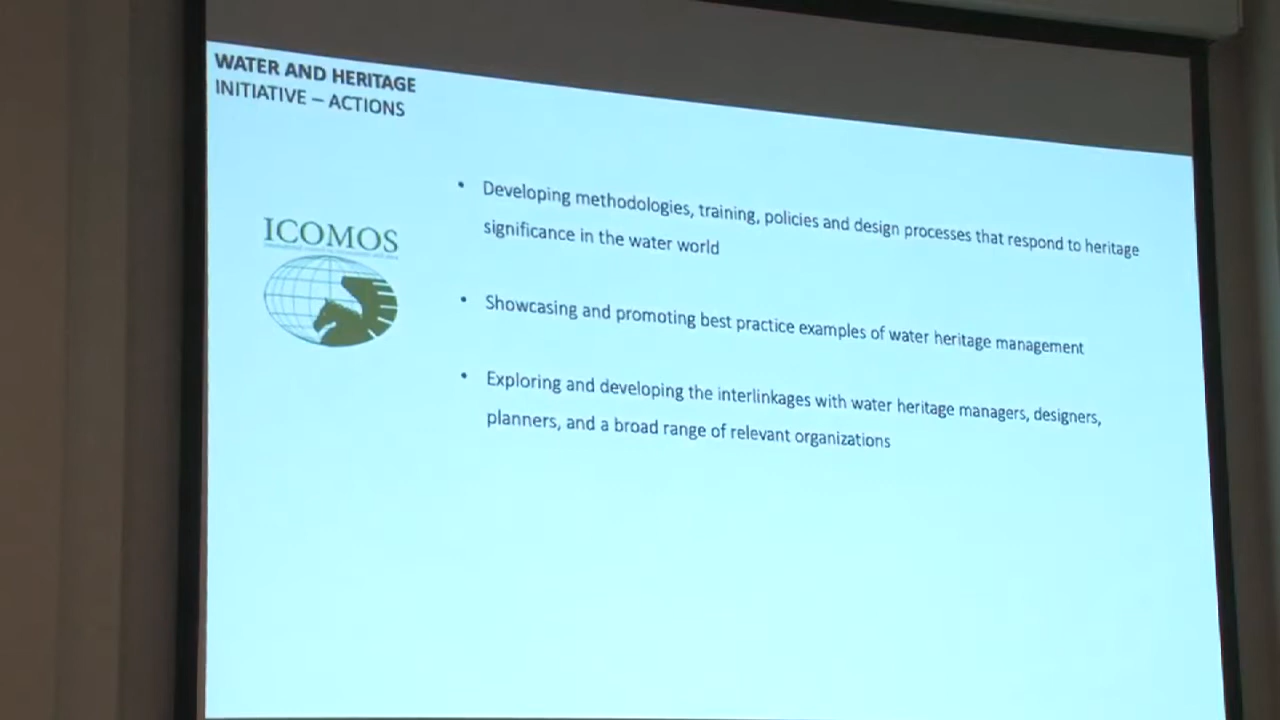 WATER AND HERITAGE
INITIATIVE – ACTIONS
ICOMOS
• Developing methodologies, training, policies and design processes that respond to heritage
significance in the water world
• Showcasing and promoting best practice examples of water heritage management
• Exploring and developing the interlinkages with water heritage managers, designers,
planners, and a broad range of relevant organizations